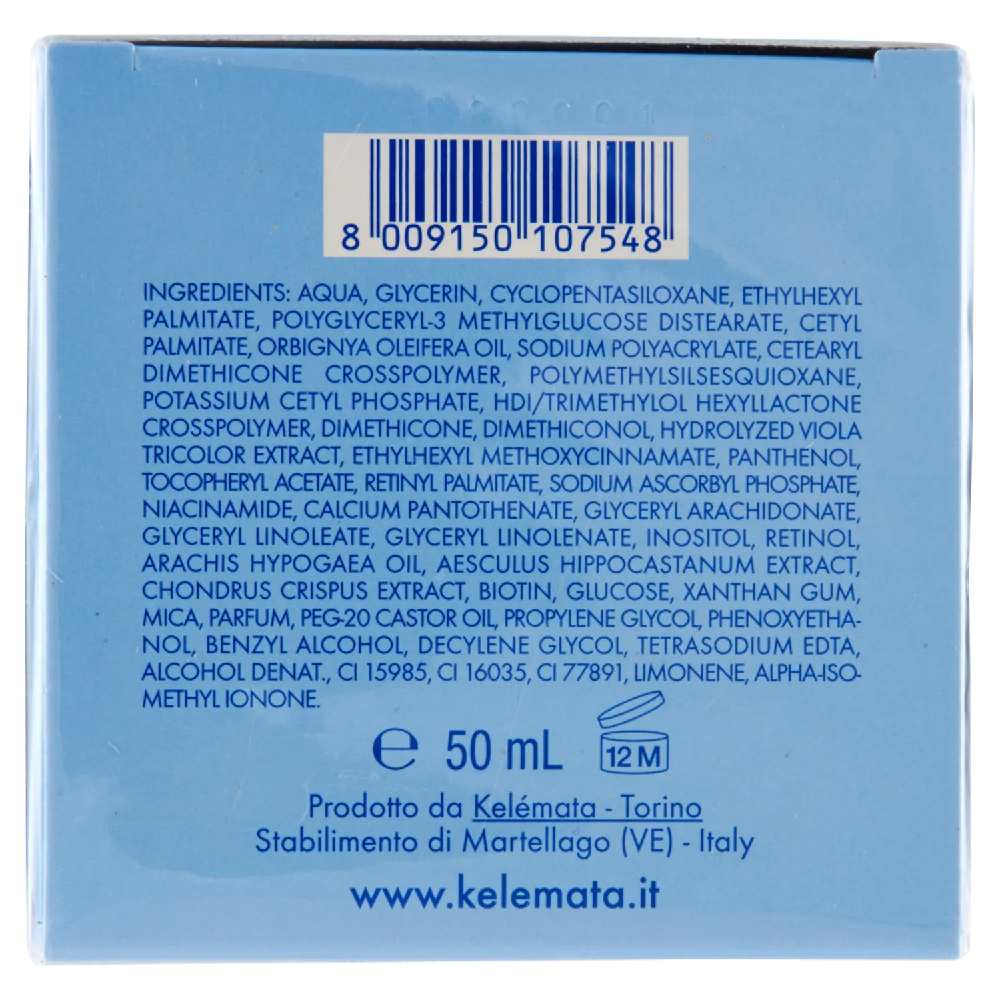 8 009150 107548
INGREDIENTS: AQUA, GLYCERIN, CYCLOPENTASILOXANE, ETHYLHEXYL
PALMITATE, POLYGLYCERYL-3 METHYLGLUCOSE DISTEARATE, CETYL
PALMITATE, ORBIGNYA OLEIFERA OIL, SODIUM POLYACRYLATE, CETEARYL
DIMETHICONE CROSSPOLYMER, POLYMETHYLSILSESQUIOXANE,
POTASSIUM CETYL PHOSPHATE, HDI/TRIMETHYLOL HEXYLLACTONE
CROSSPOLYMER, DIMETHICONE, DIMETHICONOL, HYDROLYZED VIOLA
TRICOLOR EXTRACT, ETHYLHEXYL METHOXYCINNAMATE, PANTHENOL,
TOCOPHERYL ACETATE, RETINYL PALMITATE, SODIUM ASCORBYL PHOSPHATE,
NIACINAMIDE, CALCIUM PANTOTHENATE, GLYCERYL ARACHIDONATE,
GLYCERYL LINOLEATE, GLYCERYL LINOLENATE, INOSITOL, RETINOL,
ARACHIS HYPOGAEA OIL, AESCULUS HIPPOCASTANUM EXTRACT,
CHONDRUS CRISPUS EXTRACT, BIOTIN, GLUCOSE, XANTHAN GUM,
MICA, PARFUM, PEG-20 CASTOR OIL, PROPYLENE GLYCOL, PHENOXYETHA-
NOL, BENZYL ALCOHOL, DECYLENE GLYCOL, TETRASODIUM EDTA,
ALCOHOL DENAT., CI 15985, CI 16035, CI 77891, LIMONENE, ALPHA-ISO-
METHYL IONONE.
℮ 50 mL 12 M
Prodotto da Kelémata - Torino
Stabilimento di Martellago (VE) - Italy
www.kelemata.it